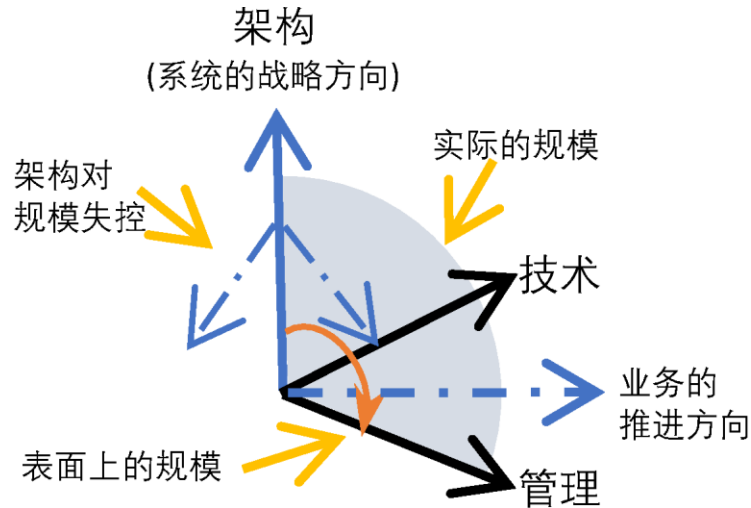 架构
(系统的战略方向)
实际的规模
架构对
规模失控
技术
业务的
推进方向
表面上的规模
管理